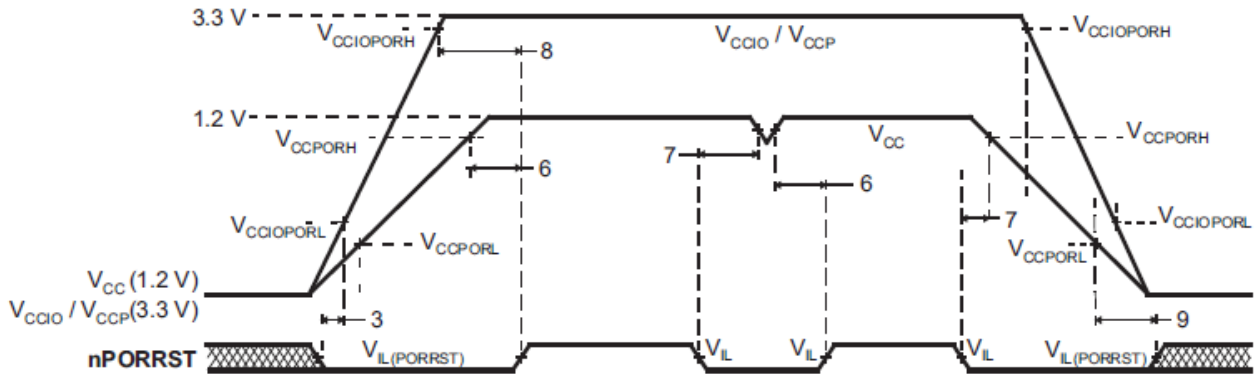 3.3 V
VCCIOPORH
8
VCCIO / VCCP
VCCIOPORH
1.2 V
VCCPORH
6
7
VCC
6
VCCPORH
7
VCCIOPORL
VCCPORL
VCCIOPORL
VCCPORL
VCC (1.2 V)
VCCIO / VCCP(3.3 V)
3
9
nPORRST
VIL(PORRST)
VIL
VIL
VIL
VIL(PORRST)